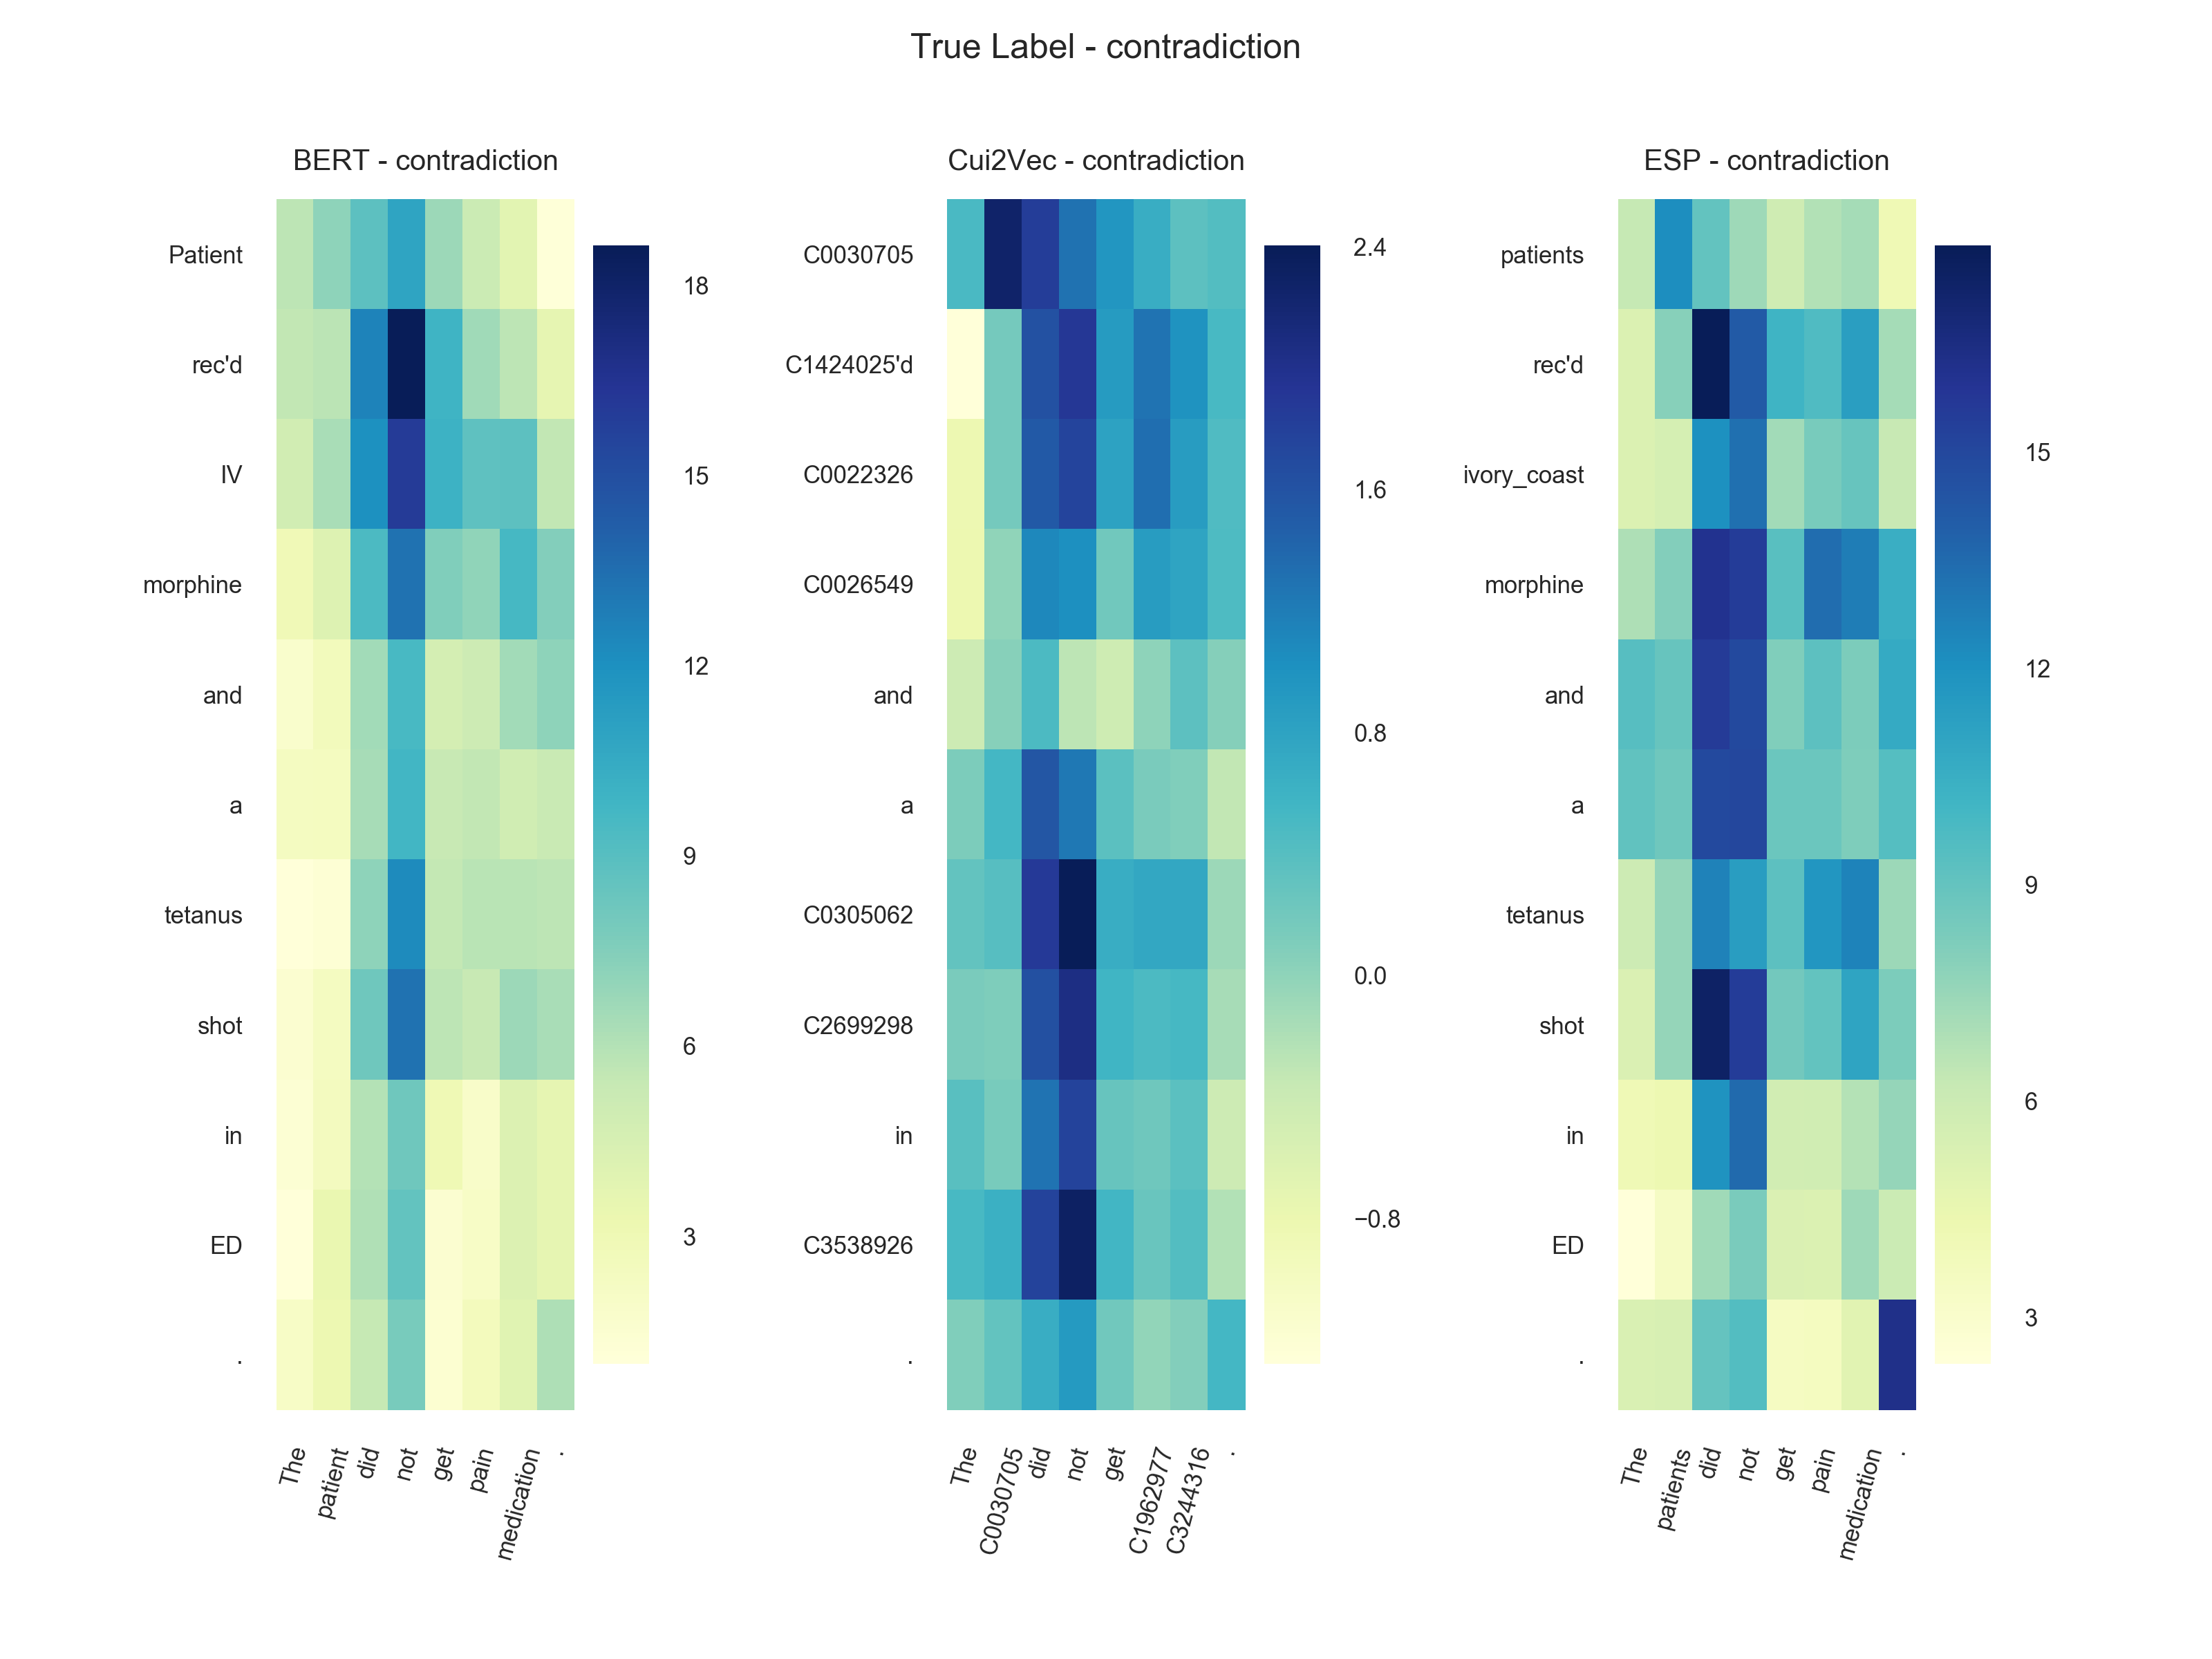 True Label - contradiction
BERT - contradiction
Patient
rec'd
IV
morphine
and
a
tetanus
shot
in
ED
.
The
patient
did
not
get
pain
medication
.
18
15
12
9
6
3
Cui2Vec - contradiction
C0030705
C1424025'd
C0022326
C0026549
and
a
C0305062
C2699298
in
C3538926
.
The
C0030705
did
not
get
C1962977
C3244316
.
2.4
1.6
0.8
0.0
−0.8
ESP - contradiction
patients
rec'd
ivory_coast
morphine
and
a
tetanus
shot
in
ED
.
The
patients
did
not
get
pain
medication
.
15
12
9
6
3